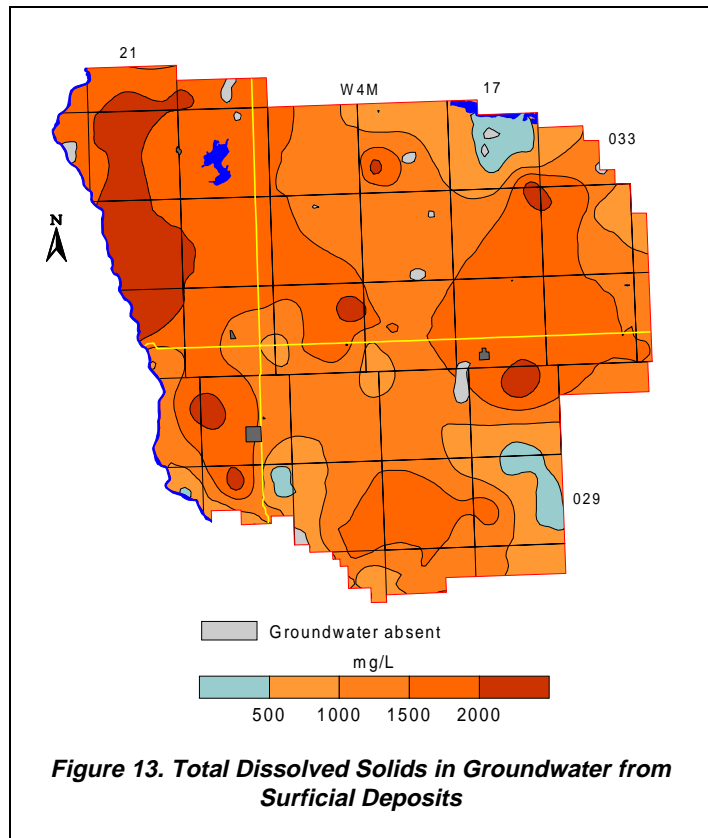 21
W4M
17
033
N
029
Groundwater absent
mg/L
500 1000 1500 2000
Figure 13. Total Dissolved Solids in Groundwater from
Surficial Deposits